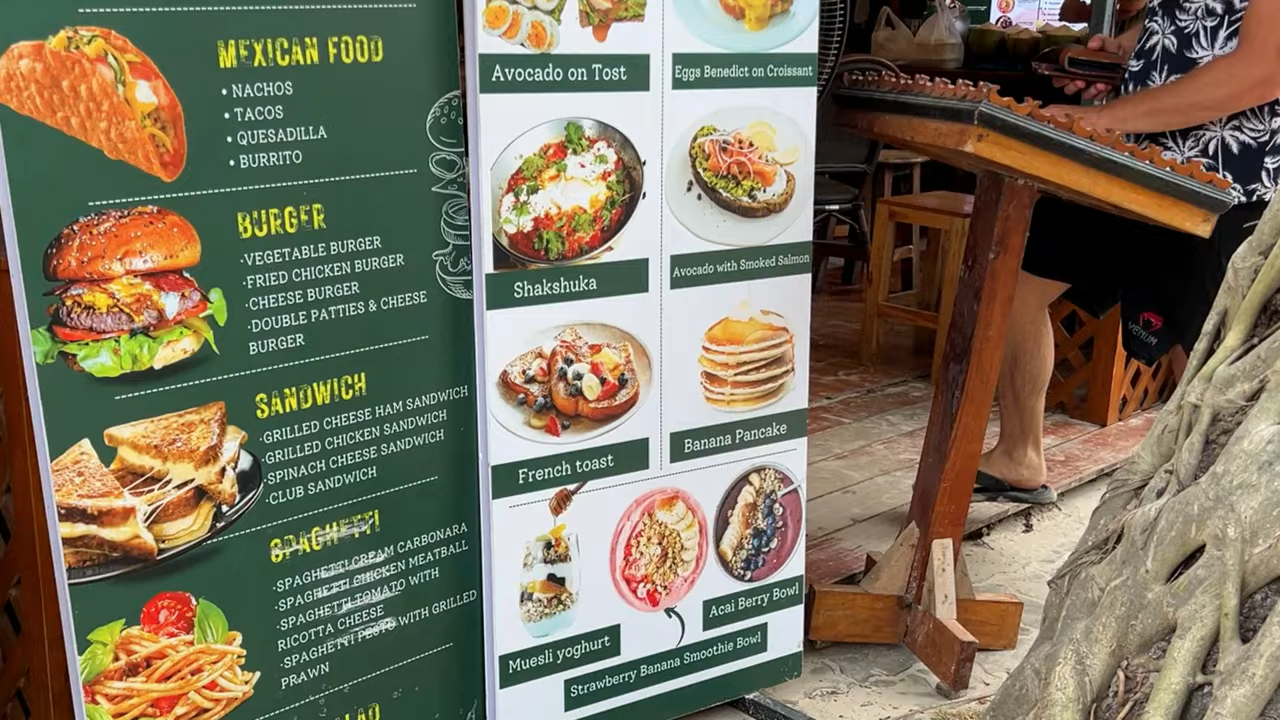 MEXICAN FOOD
• NACHOS
• TACOS
• QUESADILLA
• BURRITO
BURGER
·VEGETABLE BURGER
·FRIED CHICKEN BURGER
·CHEESE BURGER
·DOUBLE PATTIES & CHEESE
BURGER
SANDWICH
·GRILLED CHEESE HAM SANDWICH
·GRILLED CHICKEN SANDWICH
·SPINACH CHEESE SANDWICH
·CLUB SANDWICH
SPAGHETTI
·SPAGHETTI CREAM CARBONARA
·SPAGHETTI CHICKEN MEATBALL
·SPAGHETTI TOMATO WITH
RICOTTA CHEESE
·SPAGHETTI PESTO WITH GRILLED
PRAWN
Avocado on Tost
Eggs Benedict on Croissant
Shakshuka
Avocado with Smoked Salmon
French toast
Banana Pancake
Muesli yoghurt
Acai Berry Bowl
Strawberry Banana Smoothie Bowl
VENUM